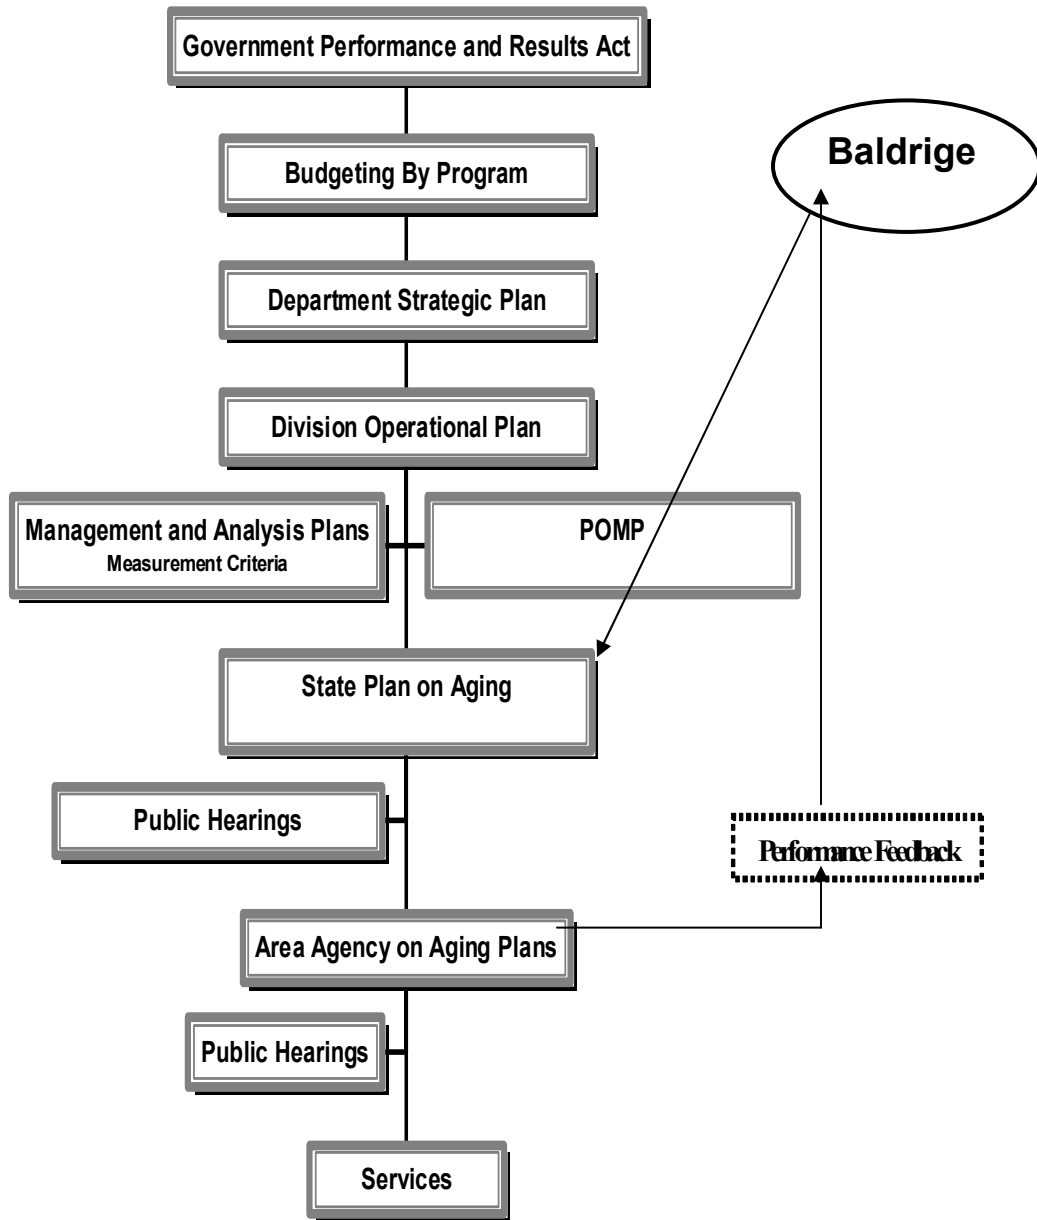 Government Performance and Results Act
Baldrige
Budgeting By Program
Department Strategic Plan
Division Operational Plan
Management and Analysis Plans
Measurement Criteria
POMP
State Plan on Aging
Public Hearings
Performance Feedback
Area Agency on Aging Plans
Public Hearings
Services